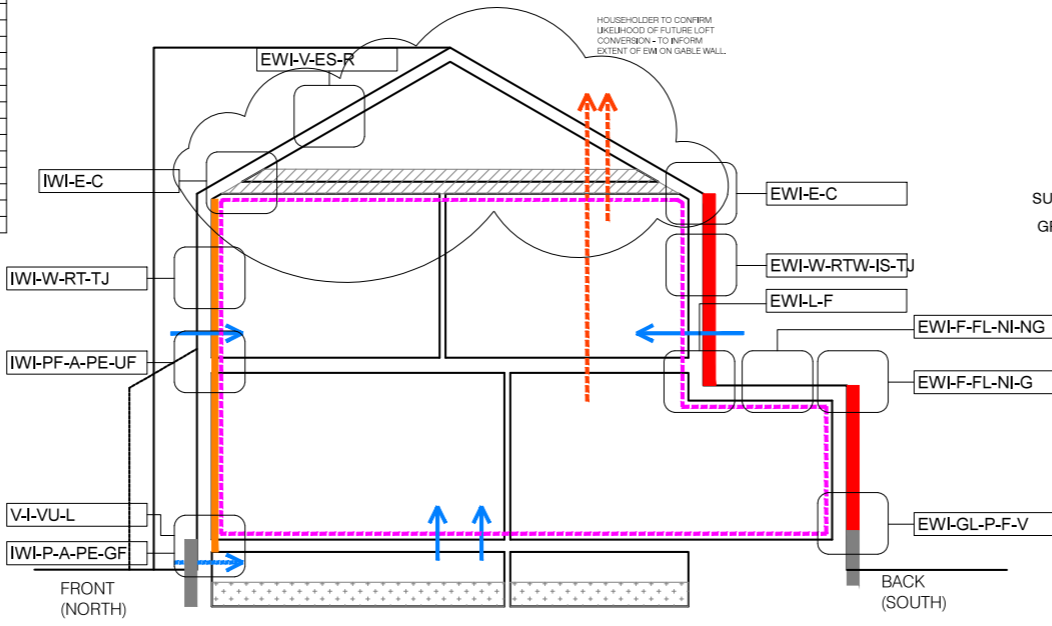 HOUSEHOLDER TO CONFIRM
LIKELIHOOD OF FUTURE LOFT
CONVERSION - TO INFORM
EXTENT OF EWI ON GABLE WALL.
EWI-V-ES-R
IWI-E-C
EWI-E-C
SU
GF
IWI-W-RT-TJ
EWI-W-RTW-IS-TJ
EWI-L-F
EWI-F-FL-NI-NG
IWI-PF-A-PE-UF
EWI-F-FL-NI-G
V-I-VU-L
EWI-GL-P-F-V
IWI-P-A-PE-GF
FRONT
(NORTH)
BACK
(SOUTH)